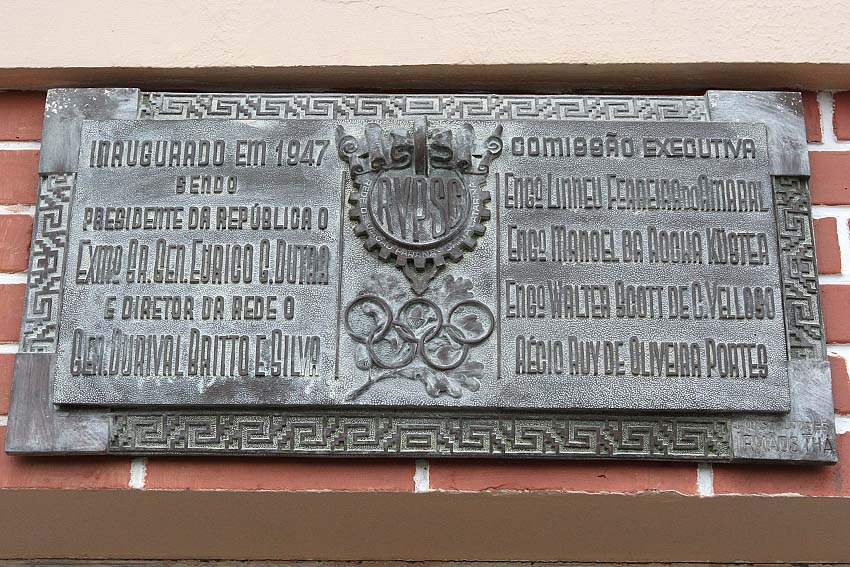 INAUGURADO EM 1947
SENDO
PRESIDENTE DA REPÚBLICA O
EXMº SR. GEN. EURICO G. DUTRA
E DIRETOR DA REDE O
GEN. DURIVAL BRITTO E SILVA
RVPSC
COMISSÃO EXECUTIVA
ENGº LINNEU FERREIRA DO AMARAL
ENGº MANOEL DA ROCHA KÜSTER
ENGº WALTER SCOTT DE C. VELLOSO
RÉGIO RUY DE OLIVEIRA PORTES